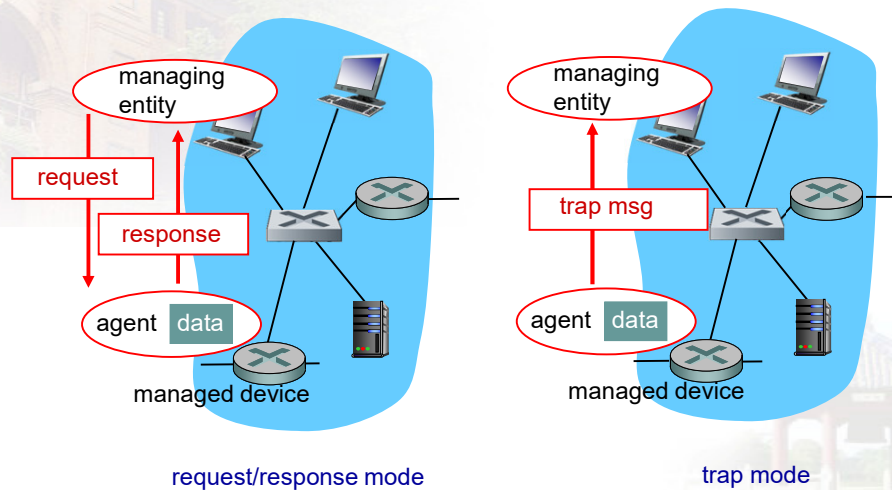 managing
entity
request
response
agent data
managed device
request/response mode
managing
entity
trap msg
agent data
managed device
trap mode